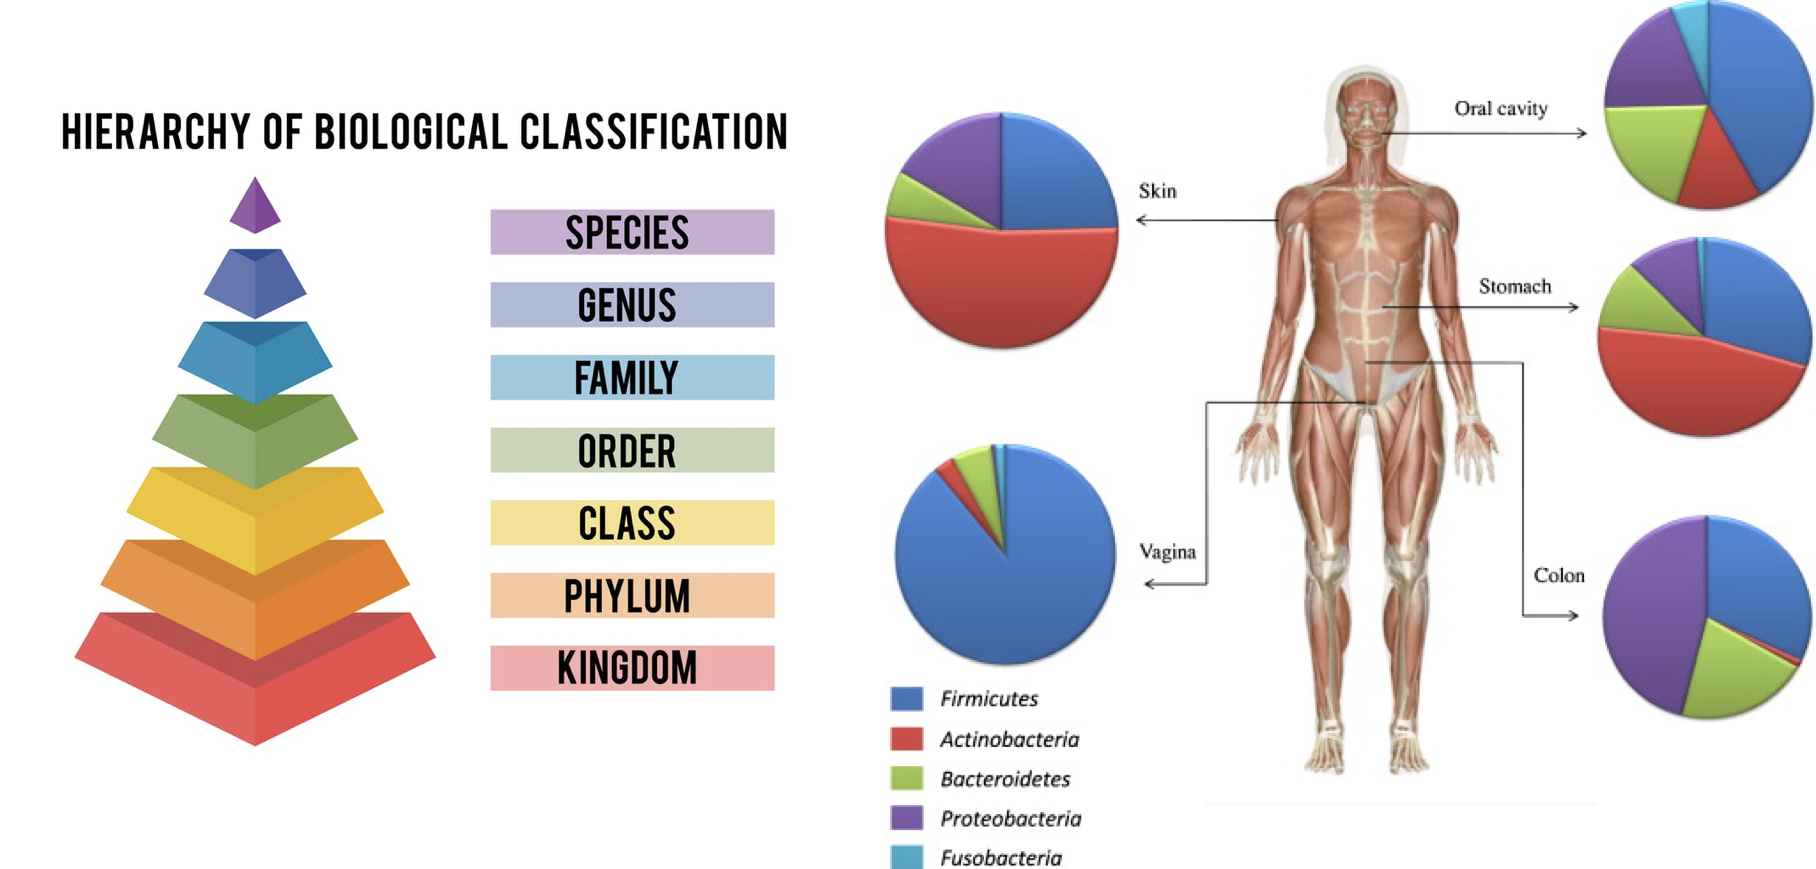 HIERARCHY OF BIOLOGICAL CLASSIFICATION
SPECIES
GENUS
FAMILY
ORDER
CLASS
PHYLUM
KINGDOM
Oral cavity
Skin
Stomach
Vagina
Colon
Firmicutes
Actinobacteria
Bacteroidetes
Proteobacteria
Fusobacteria